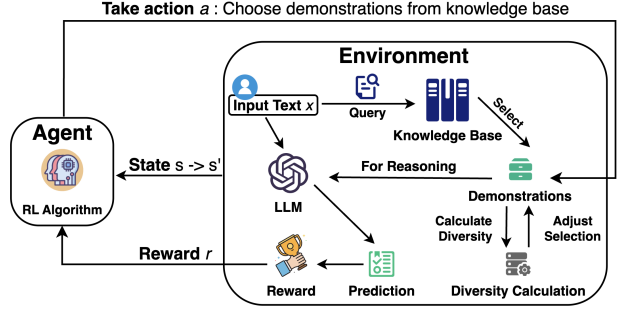 Take action a : Choose demonstrations from knowledge base
Environment
Input Text x
Query
Knowledge Base
Select
Agent
RL Algorithm
State s -> s'
For Reasoning
LLM
Demonstrations
Calculate
Diversity
Adjust
Selection
Reward r
Reward
Prediction
Diversity Calculation